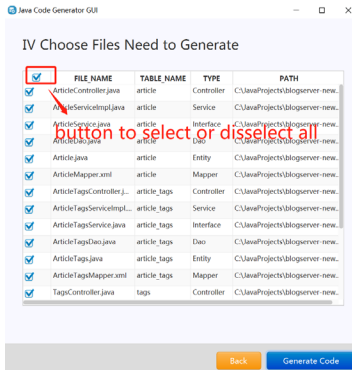 Java Code Generator GUI
IV Choose Files Need to Generate
FILE_NAME TABLE_NAME TYPE PATH
ArticleController.java article Controller C:\JavaProjects\blogserver-new...
ArticleServiceImpl.java article Service C:\JavaProjects\blogserver-new...
ArticleService.java article Interface C:\JavaProjects\blogserver-new...
button to select or disselect all
ArticleDao.java article Dao C:\JavaProjects\blogserver-new...
Article.java article Entity C:\JavaProjects\blogserver-new...
ArticleMapper.xml article Mapper C:\JavaProjects\blogserver-new...
ArticleTagsController.j... article_tags Controller C:\JavaProjects\blogserver-new...
ArticleTagsServiceImpl.... article_tags Service C:\JavaProjects\blogserver-new...
ArticleTagsService.java article_tags Interface C:\JavaProjects\blogserver-new...
ArticleTagsDao.java article_tags Dao C:\JavaProjects\blogserver-new...
ArticleTags.java article_tags Entity C:\JavaProjects\blogserver-new...
ArticleTagsMapper.xml article_tags Mapper C:\JavaProjects\blogserver-new...
TagsController.java tags Controller C:\JavaProjects\blogserver-new...
Back Generate Code